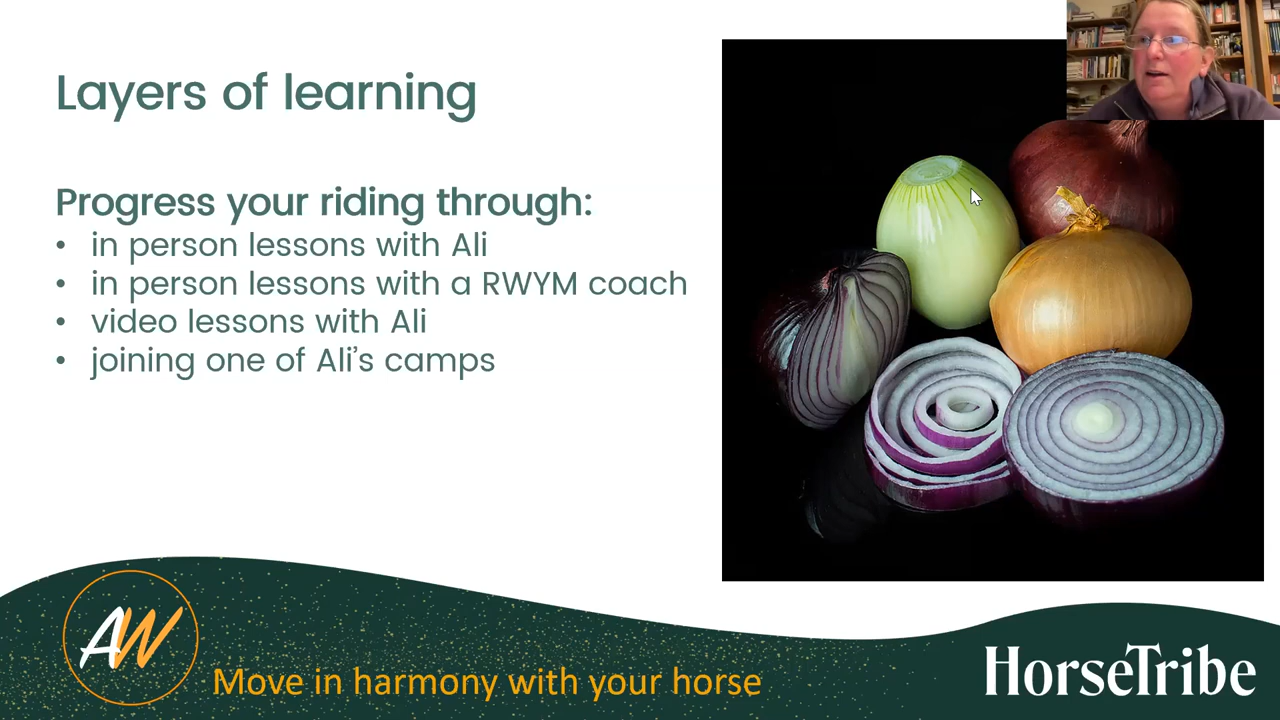 Layers of learning
Progress your riding through:
• in person lessons with Ali
• in person lessons with a RWYM coach
• video lessons with Ali
• joining one of Ali's camps
AW
Move in harmony with your horse
HorseTribe